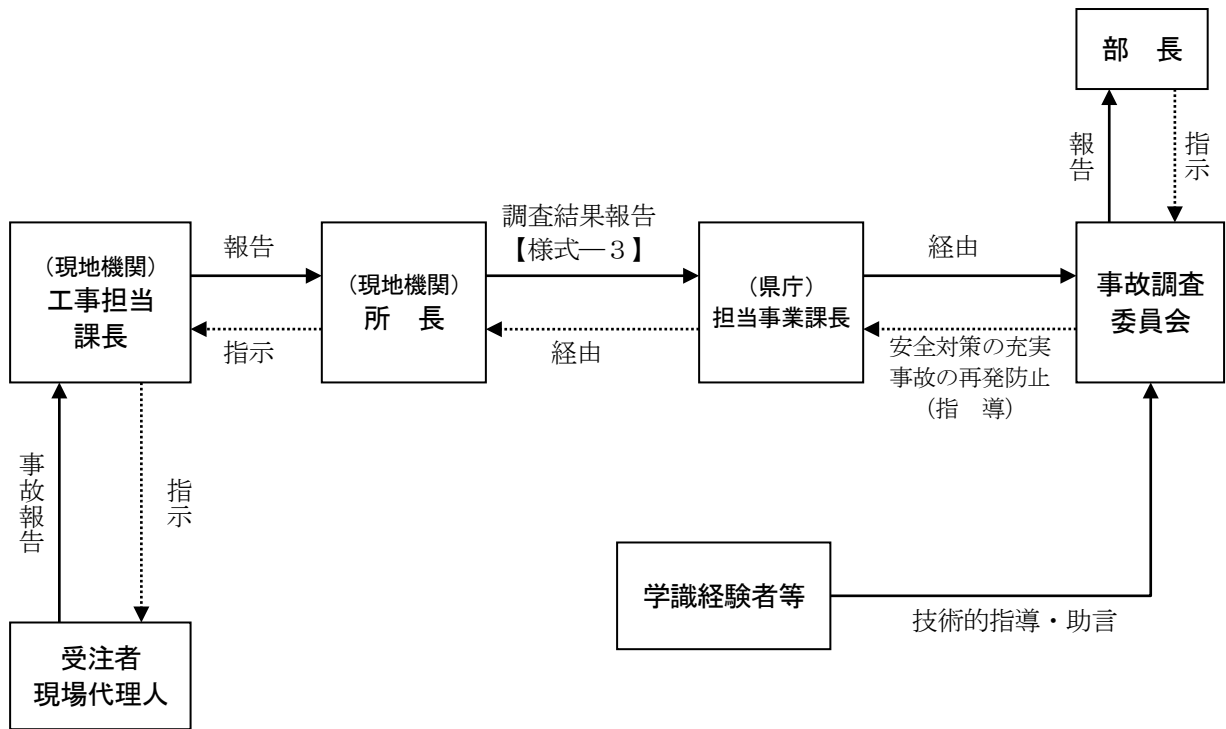 部　長
報告
指示
調査結果報告
【様式―３】
報告
経由
（現地機関）
工事担当
課長
（現地機関）
所　長
（県庁）
担当事業課長
事故調査
委員会
指示
経由
安全対策の充実
事故の再発防止
（指　導）
事故報告
指示
学識経験者等
技術的指導・助言
受注者
現場代理人